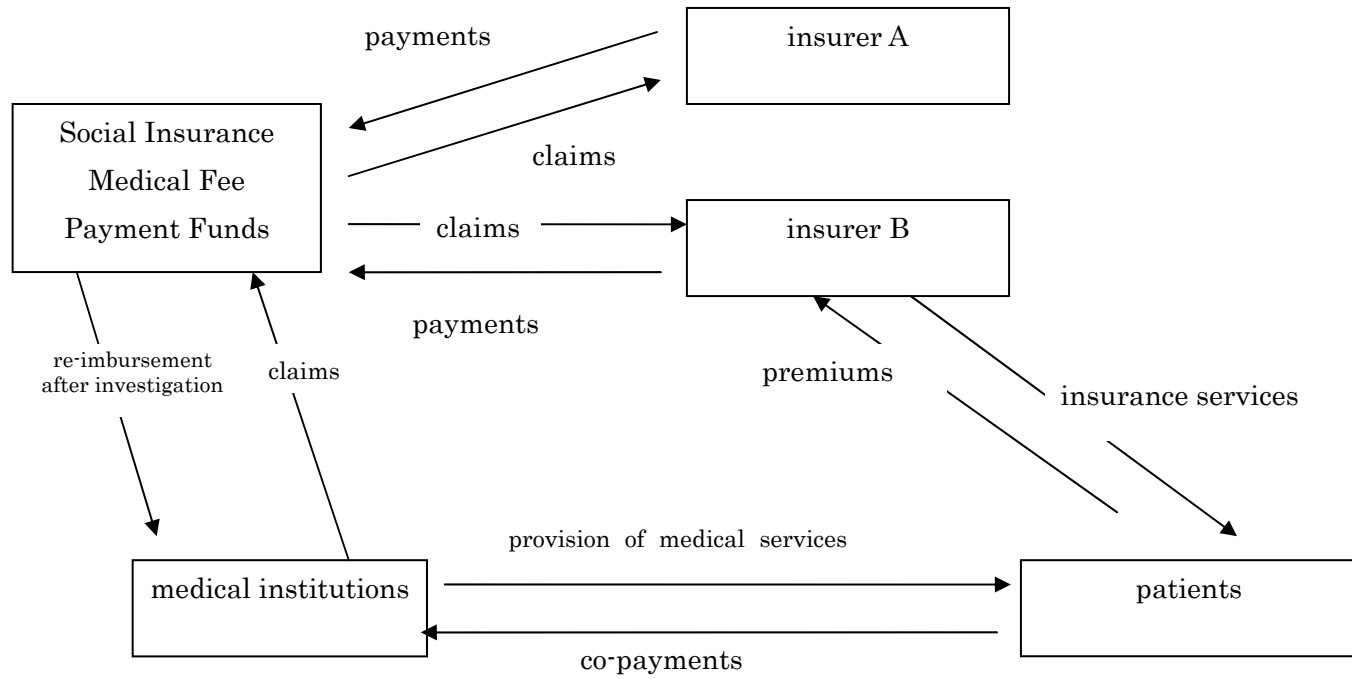 payments
insurer A
Social Insurance
Medical Fee
Payment Funds
claims
claims
insurer B
payments
re-imbursement
after investigation
claims
premiums
insurance services
provision of medical services
medical institutions
patients
co-payments